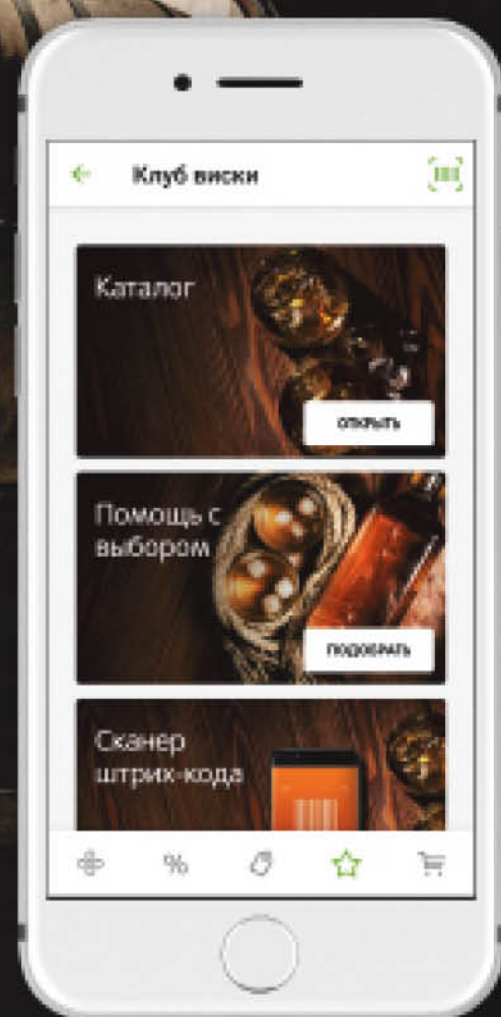 Клуб виски
Каталог
ОТКРЫТЬ
Помощь с
выбором
ПОДОБРАТЬ
Сканер
штрих-кода
%